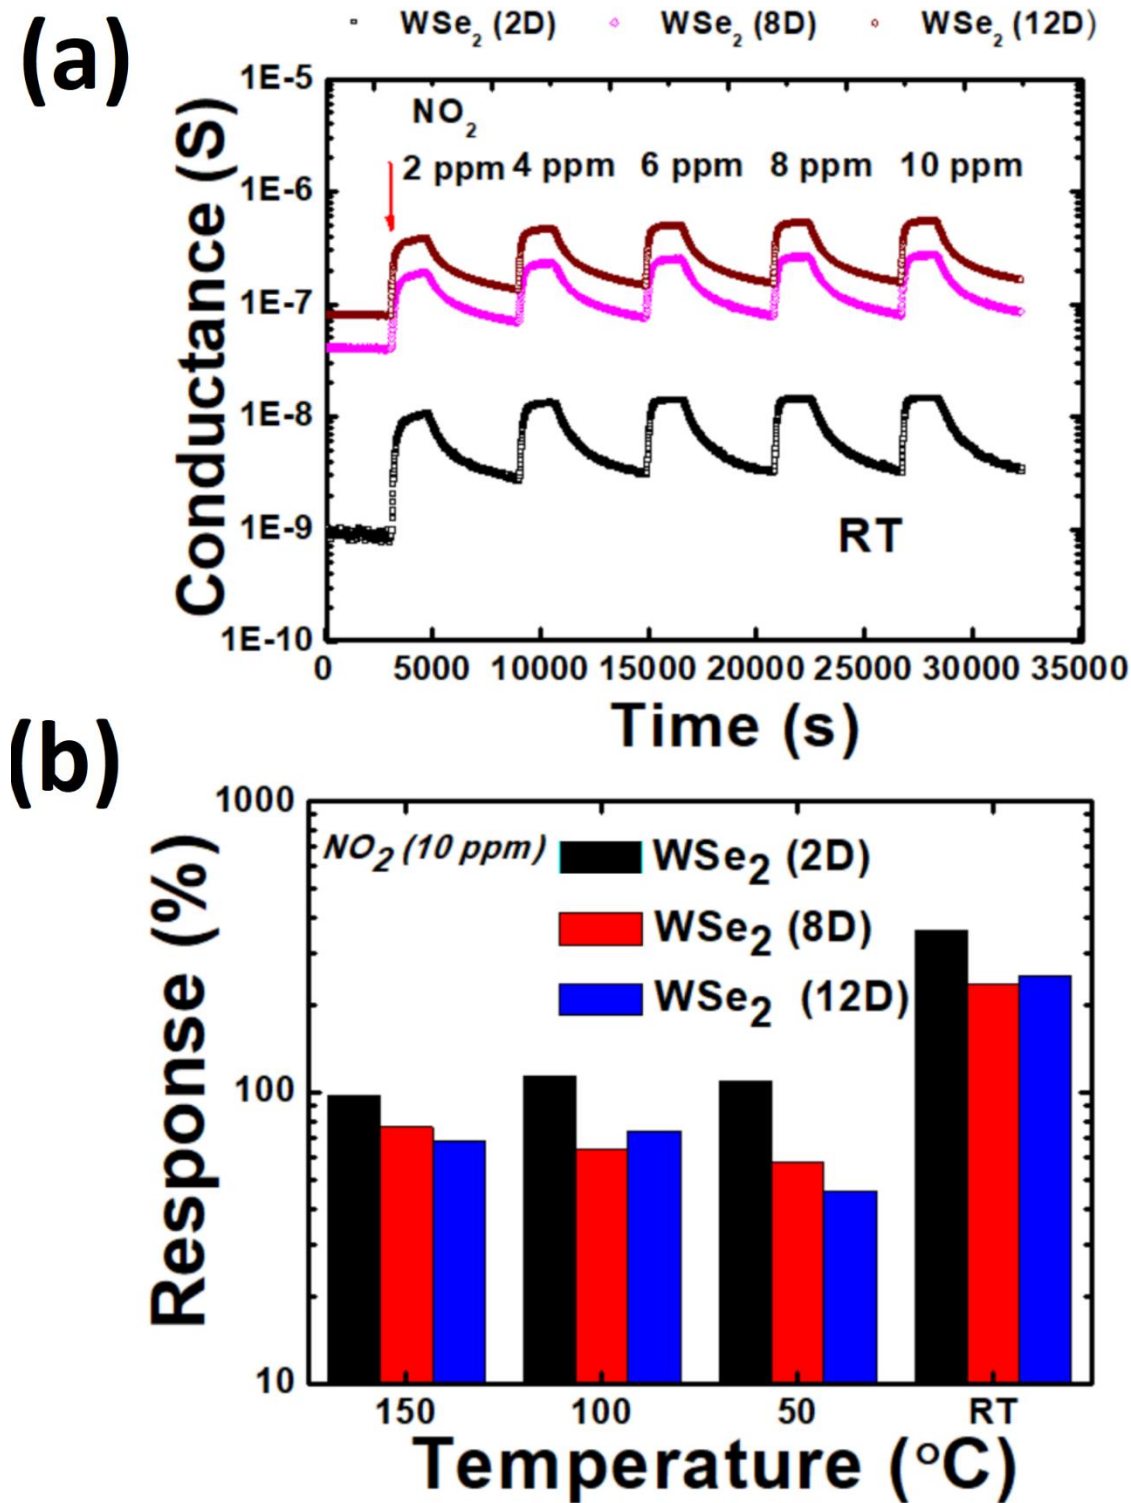 WSe2 (2D) WSe2 (8D) WSe2 (12D)
(a)
1E-5
NO2
2 ppm 4 ppm 6 ppm 8 ppm 10 ppm
1E-6
1E-7
1E-8
1E-9
1E-10
Conductance (S)
RT
0 5000 10000 15000 20000 25000 30000 35000
Time (s)
(b)
1000
NO2 (10 ppm)
WSe2 (2D)
WSe2 (8D)
WSe2 (12D)
100
10
Response (%)
150 100 50 RT
Temperature (°C)